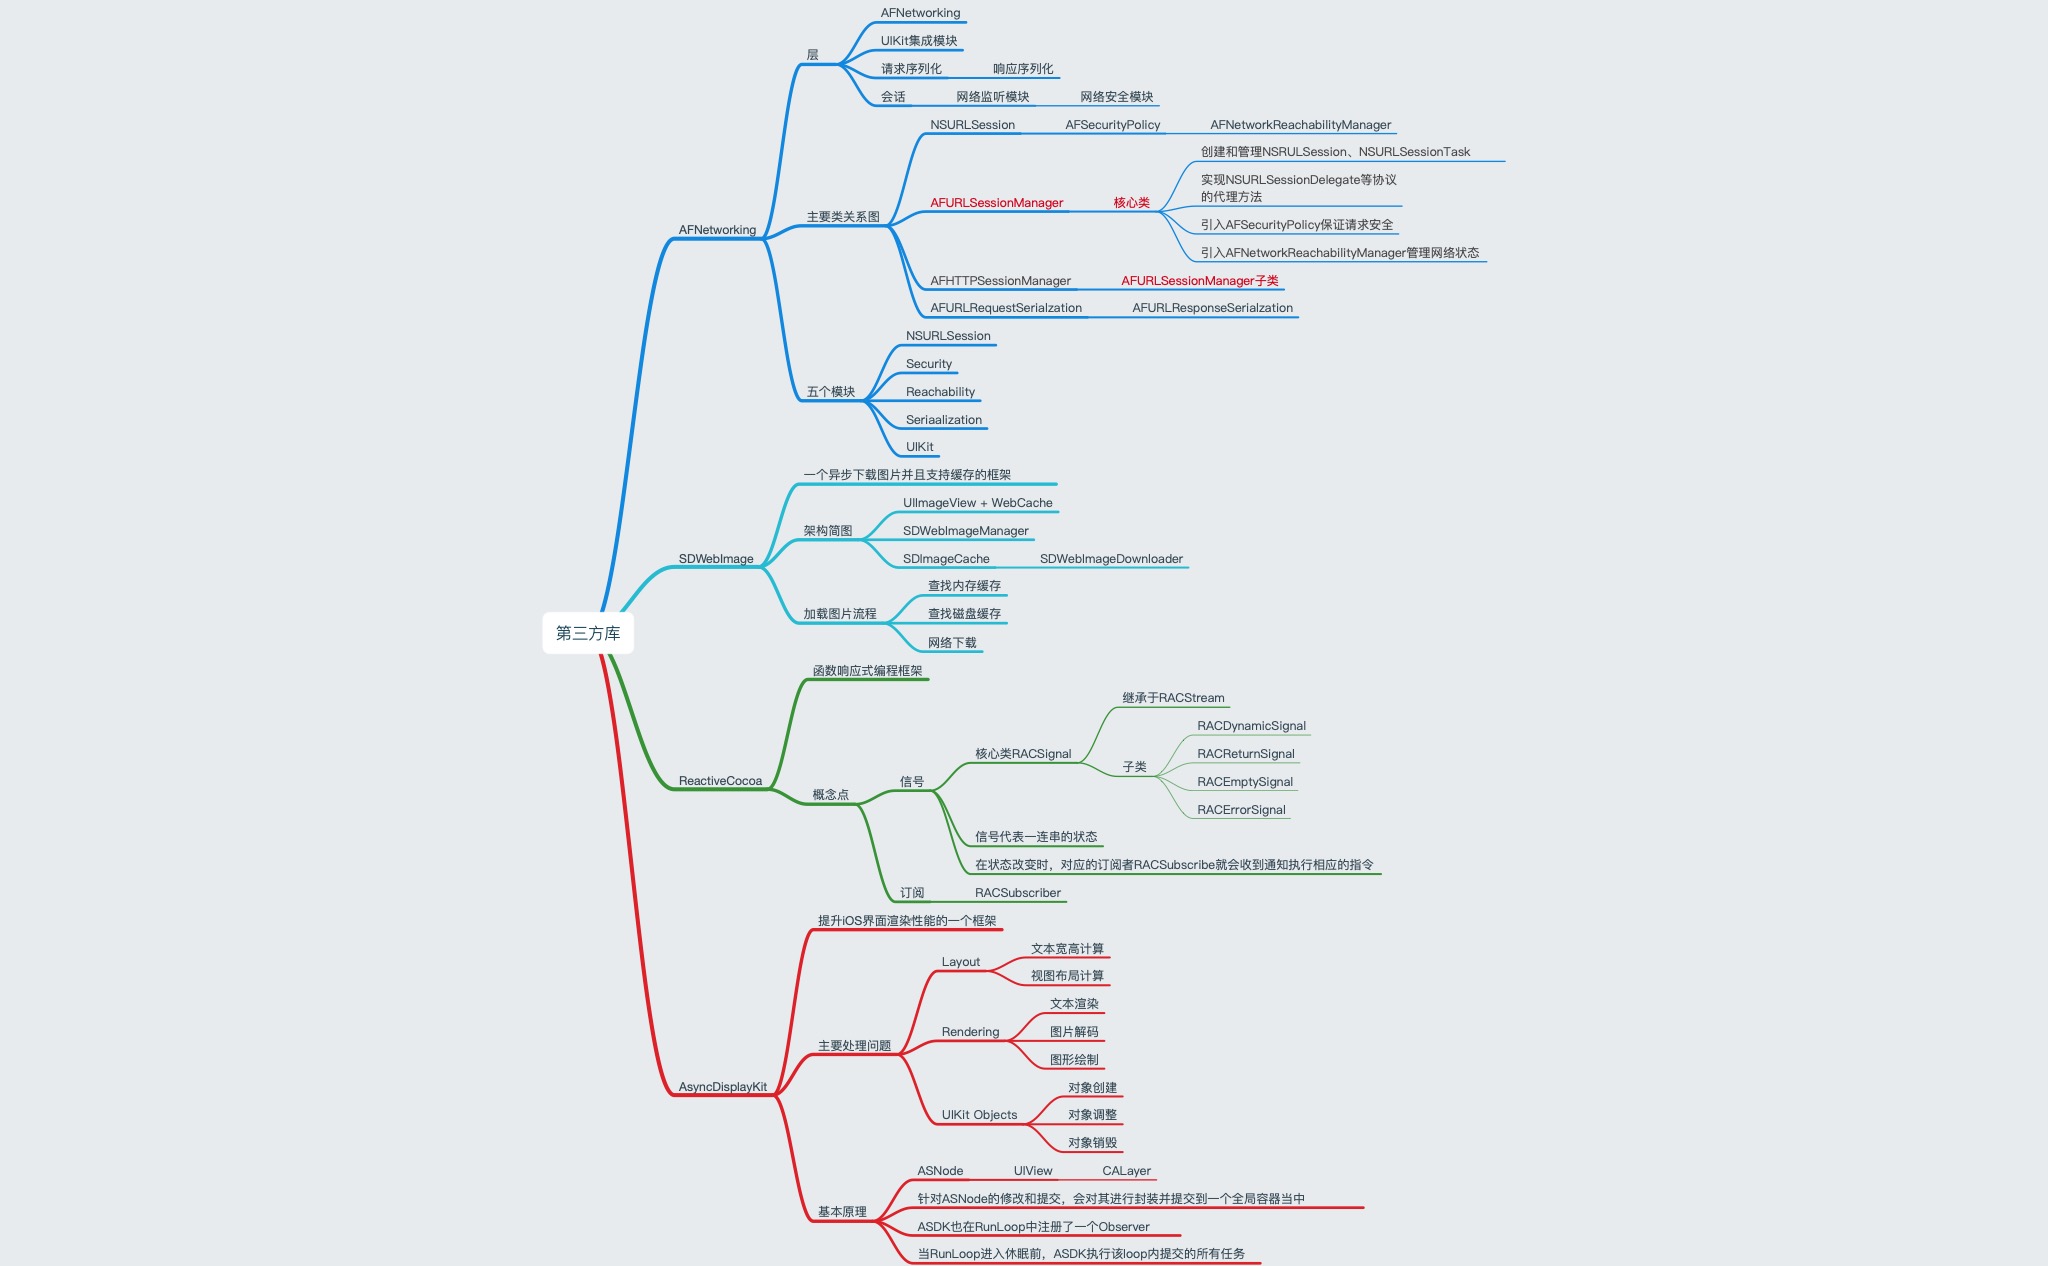 第三方库
AFNetworking
层
AFNetworking
UIKit集成模块
请求序列化
响应序列化
会话
网络监听模块
网络安全模块
主要类关系图
NSURLSession
AFSecurityPolicy
AFNetworkReachabilityManager
AFURLSessionManager
核心类
创建和管理NSRULSession、NSURLSessionTask
实现NSURLSessionDelegate等协议
的代理方法
引入AFSecurityPolicy保证请求安全
引入AFNetworkReachabilityManager管理网络状态
AFHTTPSessionManager
AFURLSessionManager子类
AFURLRequestSerialzation
AFURLResponseSerialzation
五个模块
NSURLSession
Security
Reachability
Seriaalization
UIKit
SDWebImage
一个异步下载图片并且支持缓存的框架
架构简图
UIImageView + WebCache
SDWebImageManager
SDImageCache
SDWebImageDownloader
加载图片流程
查找内存缓存
查找磁盘缓存
网络下载
ReactiveCocoa
函数响应式编程框架
概念点
信号
核心类RACSignal
继承于RACStream
子类
RACDynamicSignal
RACReturnSignal
RACEmptySignal
RACErrorSignal
信号代表一连串的状态
在状态改变时，对应的订阅者RACSubscribe就会收到通知执行相应的指令
订阅
RACSubscriber
AsyncDisplayKit
提升iOS界面渲染性能的一个框架
主要处理问题
Layout
文本宽高计算
视图布局计算
Rendering
文本渲染
图片解码
图形绘制
UIKit Objects
对象创建
对象调整
对象销毁
基本原理
ASNode
UIView
CALayer
针对ASNode的修改和提交，会对其进行封装并提交到一个全局容器当中
ASDK也在RunLoop中注册了一个Observer
当RunLoop进入休眠前，ASDK执行该loop内提交的所有任务